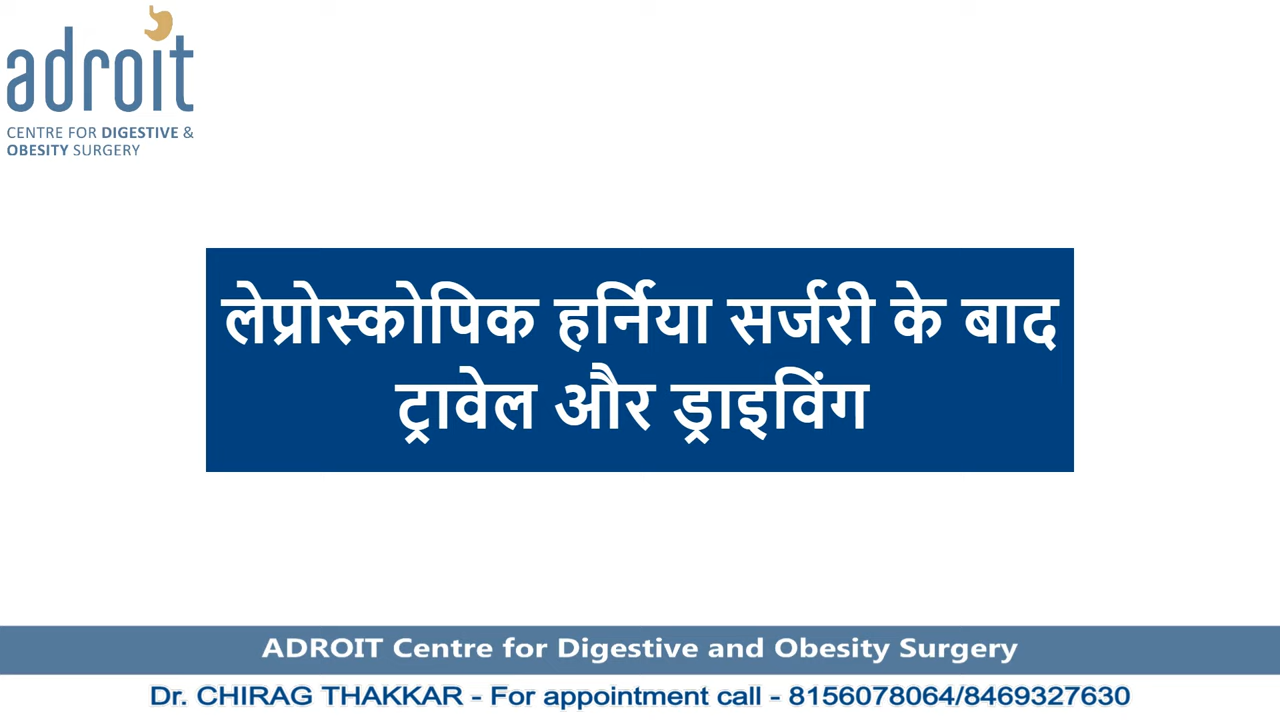 adroit
CENTRE FOR DIGESTIVE &
OBESITY SURGERY
लेप्रोस्कोपिक हर्निया सर्जरी के बाद
ट्रावेल और ड्राइविंग
ADROIT Centre for Digestive and Obesity Surgery
Dr. CHIRAG THAKKAR - For appointment call - 8156078064/8469327630